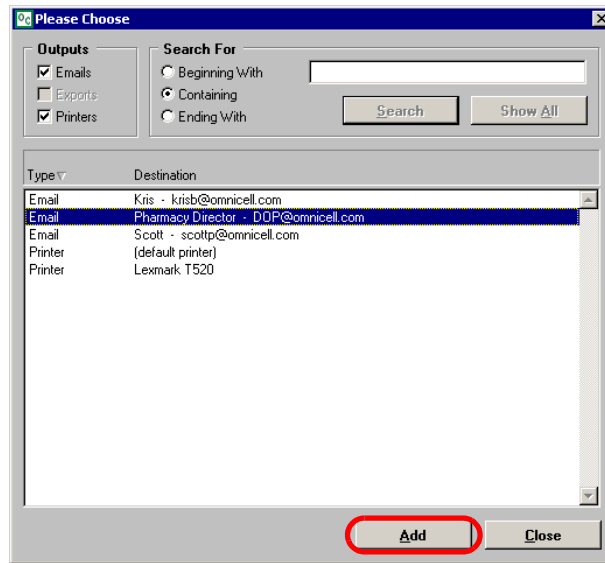 OC Please Choose
Outputs
Emails
Exports
Printers
Search For
Beginning With
Containing
Ending With
Search
Show All
Type Destination
Email Kris - krisb@omnicell.com
Email Pharmacy Director - DOP@omnicell.com
Email Scott - scottp@omnicell.com
Printer (default printer)
Printer Lexmark T520
Add
Close